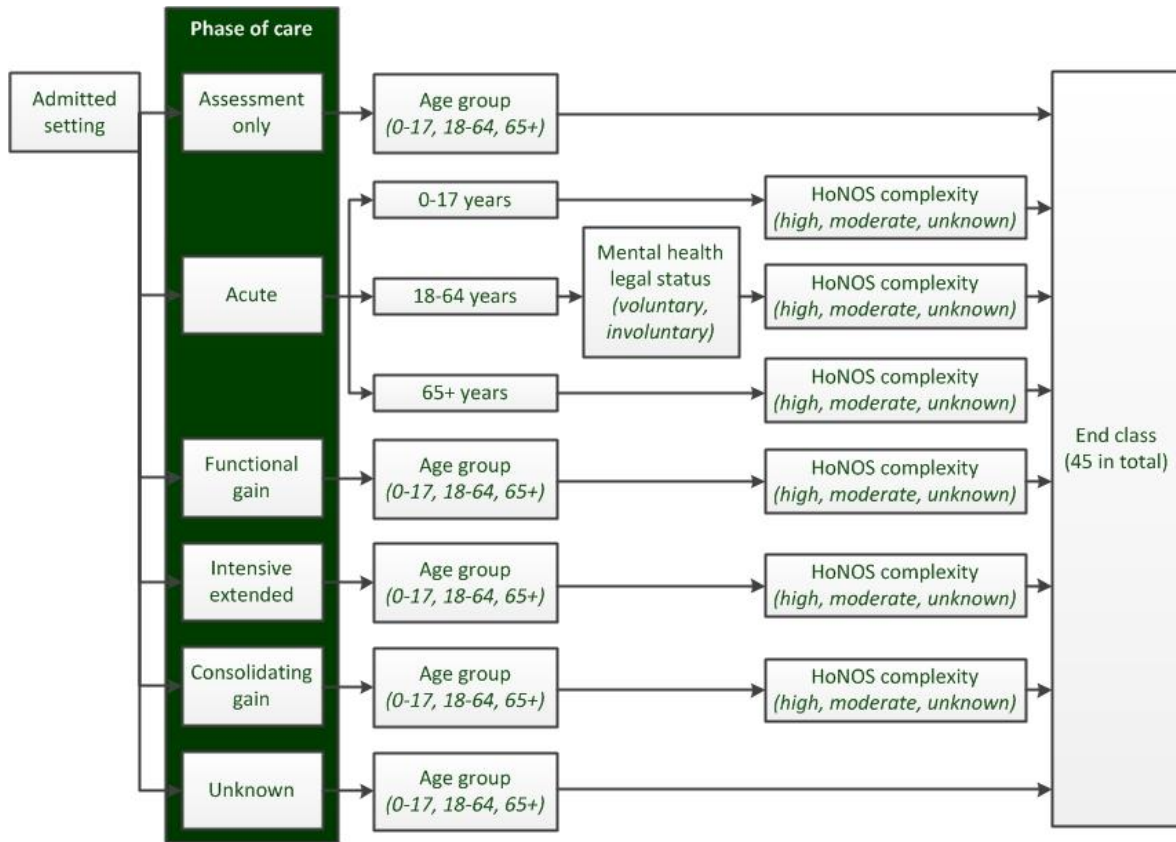 Phase of care
Admitted
setting
Assessment
only
Age group
(0-17, 18-64, 65+)
Acute
0-17 years
HoNOS complexity
(high, moderate, unknown)
18-64 years
Mental health
legal status
(voluntary,
involuntary)
HoNOS complexity
(high, moderate, unknown)
65+ years
HoNOS complexity
(high, moderate, unknown)
Functional
gain
Age group
(0-17, 18-64, 65+)
HoNOS complexity
(high, moderate, unknown)
Intensive
extended
Age group
(0-17, 18-64, 65+)
HoNOS complexity
(high, moderate, unknown)
Consolidating
gain
Age group
(0-17, 18-64, 65+)
HoNOS complexity
(high, moderate, unknown)
Unknown
Age group
(0-17, 18-64, 65+)
End class
(45 in total)